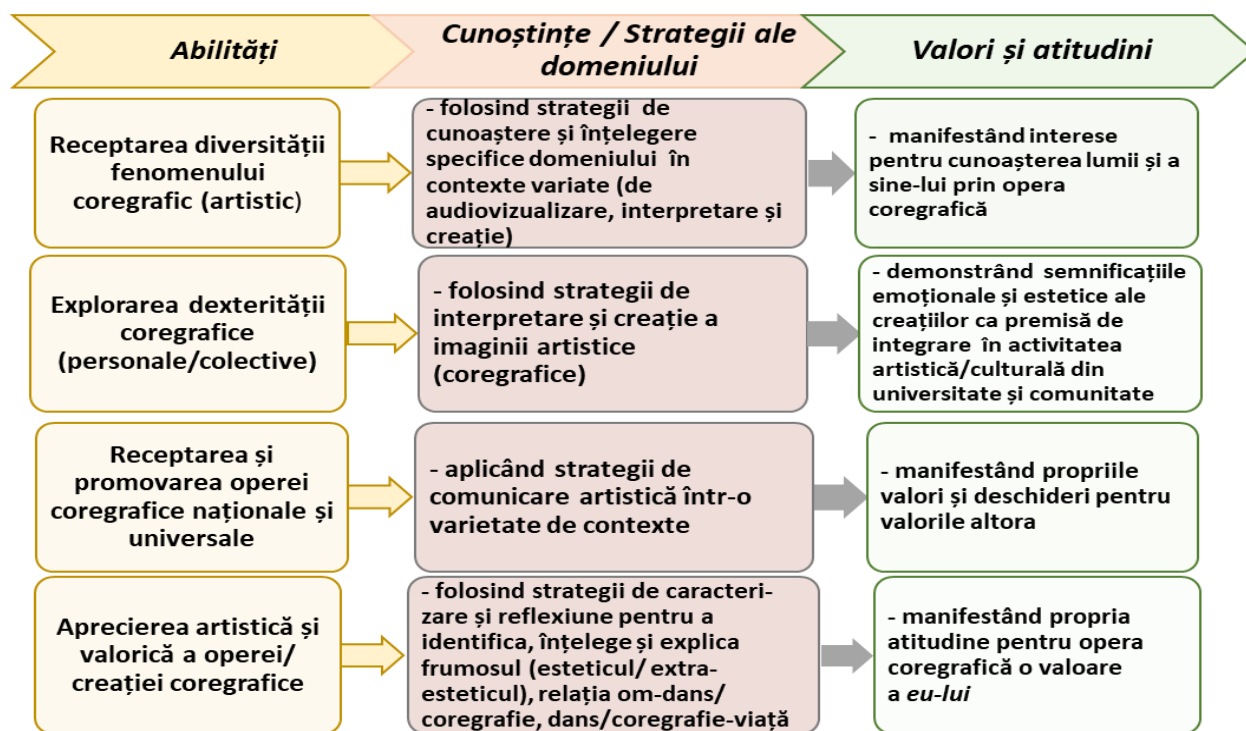 Abilități
Cunoștințe / Strategii ale
domeniului
Valori și atitudini
Receptarea diversității
fenomenului
coregrafic (artistic)
- folosind strategii de
cunoaștere și înțelegere
specifice domeniului în
contexte variate (de
audiovizualizare, interpretare și
creație)
- manifestând interese
pentru cunoașterea lumii și a
sine-lui prin opera
coregrafică
Explorarea dexterității
coregrafice
(personale/colective)
- folosind strategii de
interpretare și creație a
imaginii artistice
(coregrafice)
- demonstrând semnificațiile
emoționale și estetice ale
creațiilor ca premisă de
integrare în activitatea
artistică/culturală din
universitate și comunitate
Receptarea și
promovarea operei
coregrafice naționale și
universale
- aplicând strategii de
comunicare artistică într-o
varietate de contexte
- manifestând propriile
valori și deschideri pentru
valorile altora
Aprecierea artistică și
valorică a operei/
creației coregrafice
- folosind strategii de caracteri-
zare și reflexiune pentru a
identifica, înțelege și explica
frumosul (esteticul/ extra-
esteticul), relația om-dans/
coregrafie, dans/coregrafie-viață
- manifestând propria
atitudine pentru opera
coregrafică o valoare
a eu-lui